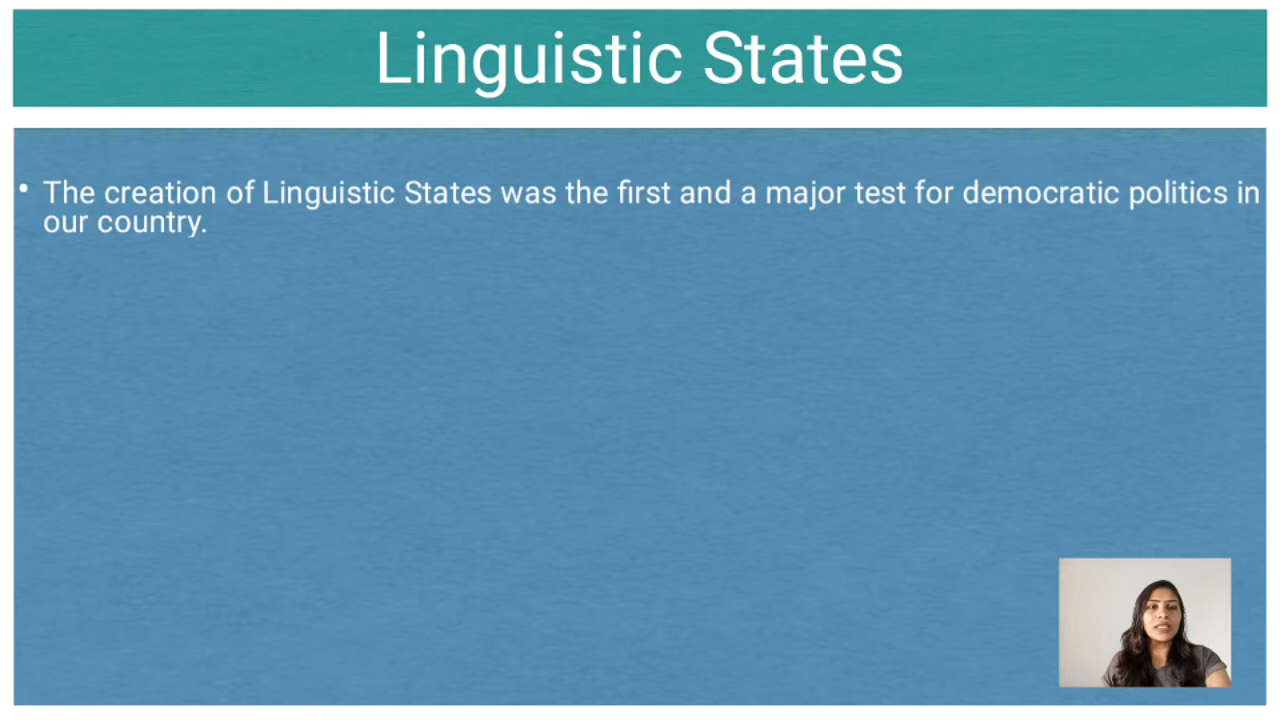 Linguistic States
• The creation of Linguistic States was the first and a major test for democratic politics in
our country.